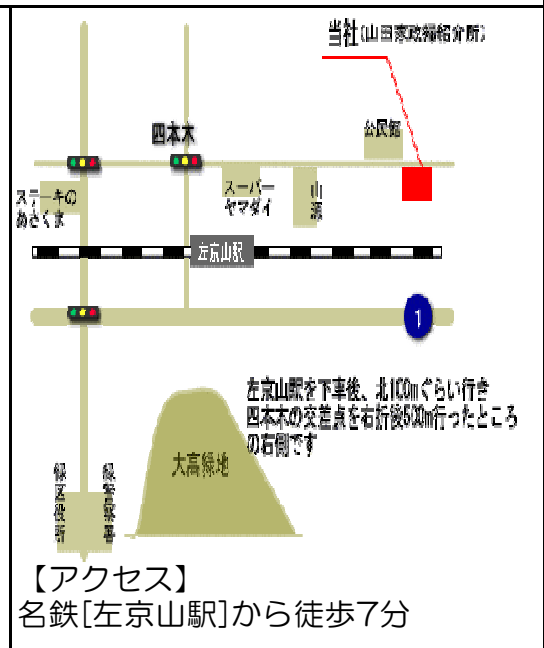 当社(山田家政婦紹介所)
公民館
四本木
ステーキの
あさくま
スーパー
ヤマダイ
山源
左京山駅
1
左京山駅を下車後、北100mぐらい行き
四本木の交差点を右折後500m行ったところ
の右側です
大高緑地
緑区役所
緑警察署
【アクセス】
名鉄[左京山駅]から徒歩7分